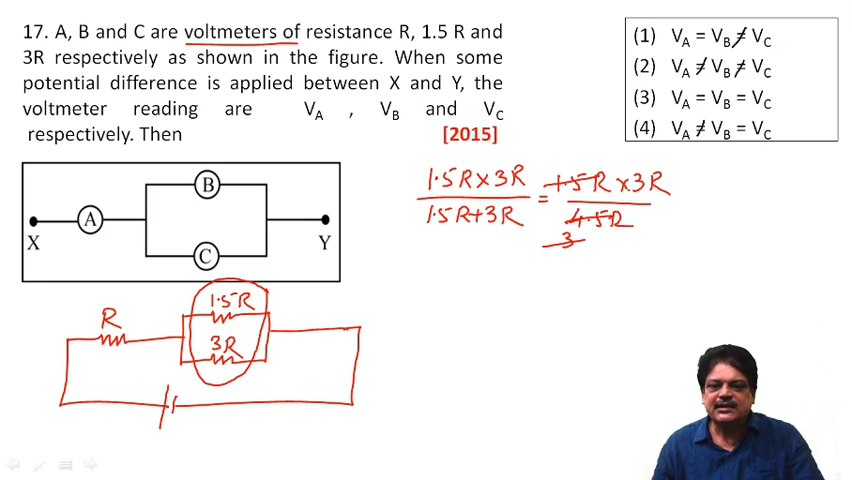 17. A, B and C are voltmeters of resistance R, 1.5 R and
3R respectively as shown in the figure. When some
potential difference is applied between X and Y, the
voltmeter reading are V_A , V_B and V_C
respectively. Then [2015]
(1) V_A = V_B ≠ V_C
(2) V_A ≠ V_B ≠ V_C
(3) V_A = V_B = V_C
(4) V_A ≠ V_B = V_C
B
A
C
X
Y
1.5R×3R = 1.5R×3R
1.5R+3R 4.5R
3
1.5R
R
3R